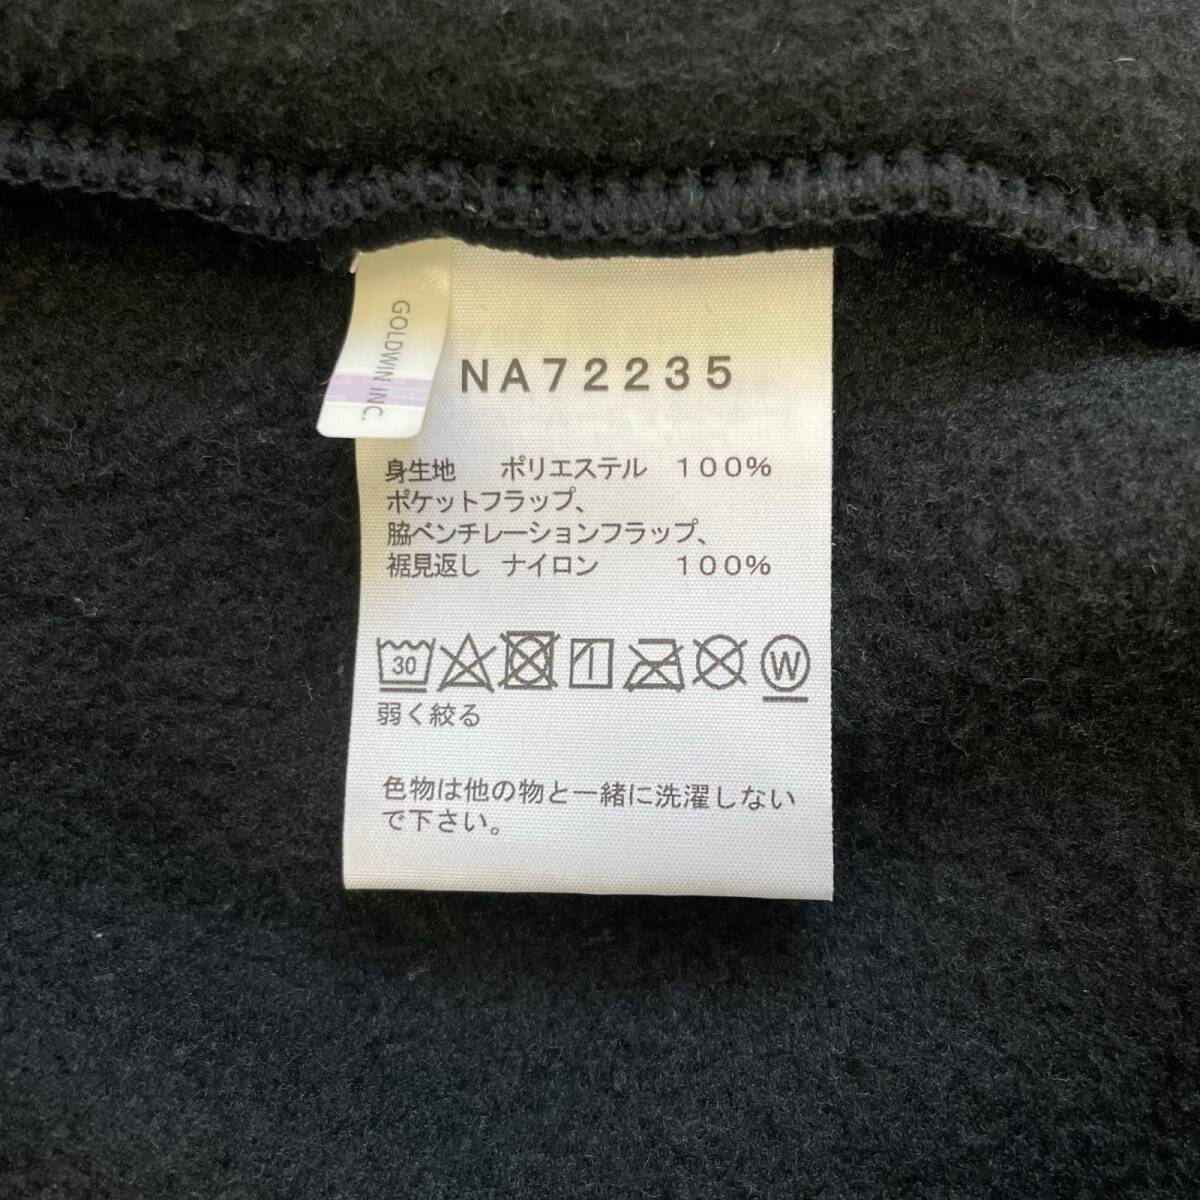 GOLDWIN INC.
NA72235
身生地 ポリエステル 100%
ポケットフラップ、
脇ベンチレーションフラップ、
裾見返し ナイロン 100%
30 W
弱く絞る
色物は他の物と一緒に洗濯しない
で下さい。